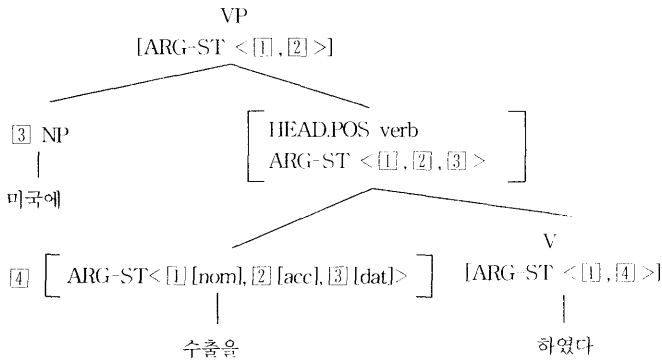 VP
[ARG-ST <[1], [2]>]
[3] NP
HEAD.POS verb
ARG-ST <[1], [2], [3]>
미국에
V
[4] [ARG-ST<[1][nom], [2][acc], [3][dat]>]
[ARG-ST <[1], [4]>]
수출을
하였다